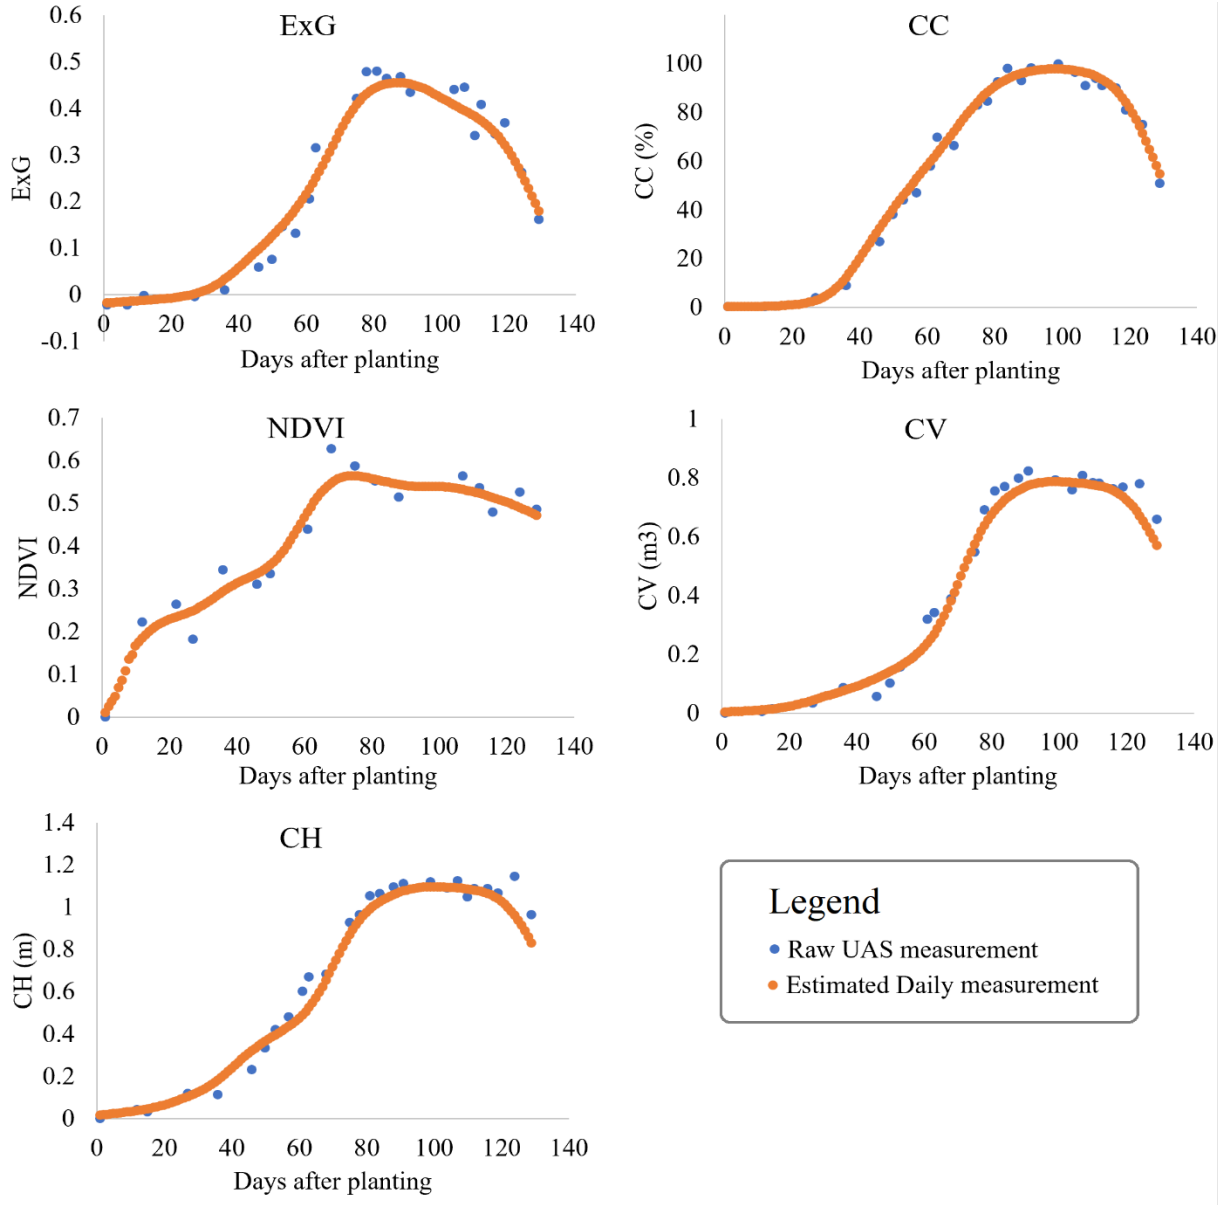 ExG
0.6
0.5
0.4
0.3
0.2
0.1
0
-0.1
ExG
0 20 40 60 80 100 120 140
Days after planting
CC
100
80
60
40
20
0
CC (%)
0 20 40 60 80 100 120 140
Days after planting
NDVI
0.7
0.6
0.5
0.4
0.3
0.2
0.1
0
NDVI
0 20 40 60 80 100 120 140
Days after planting
CV
1
0.8
0.6
0.4
0.2
0
CV (m3)
0 20 40 60 80 100 120 140
Days after planting
CH
1.4
1.2
1
0.8
0.6
0.4
0.2
0
CH (m)
0 20 40 60 80 100 120 140
Days after planting
Legend
Raw UAS measurement
Estimated Daily measurement